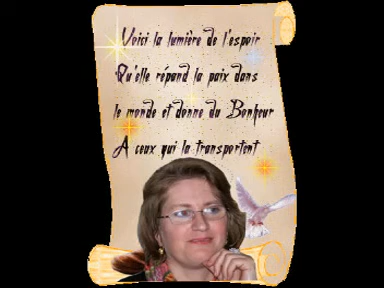 Voici la lumière de l'espoir
Qu'elle répand la paix dans
le monde et donne du Bonheur
A ceux qui la transportent